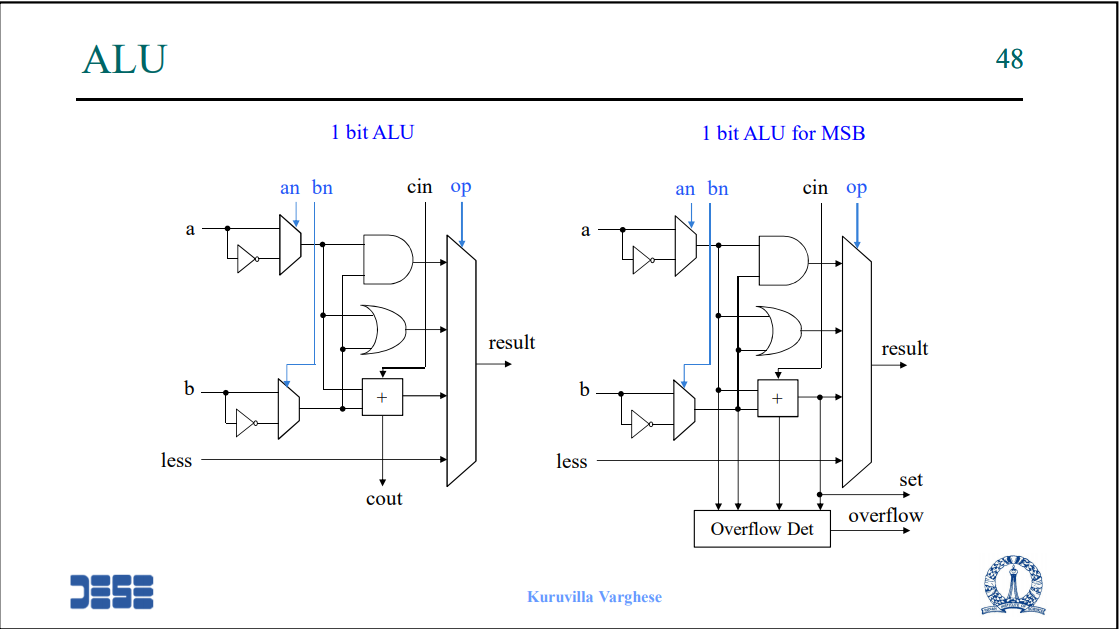 ALU
48
1 bit ALU
1 bit ALU for MSB
an bn cin op
a
result
b
+
less
cout
an bn cin op
a
result
b
+
less
set
overflow
Overflow Det
DESE
Kuruvilla Varghese